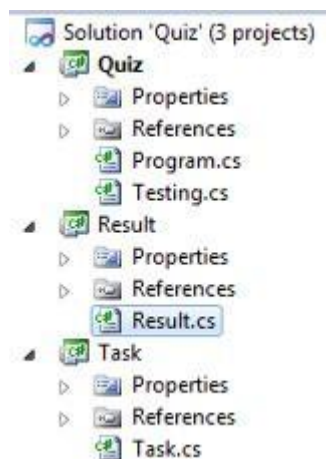 Solution 'Quiz' (3 projects)
Quiz
Properties
References
Program.cs
Testing.cs
Result
Properties
References
Result.cs
Task
Properties
References
Task.cs